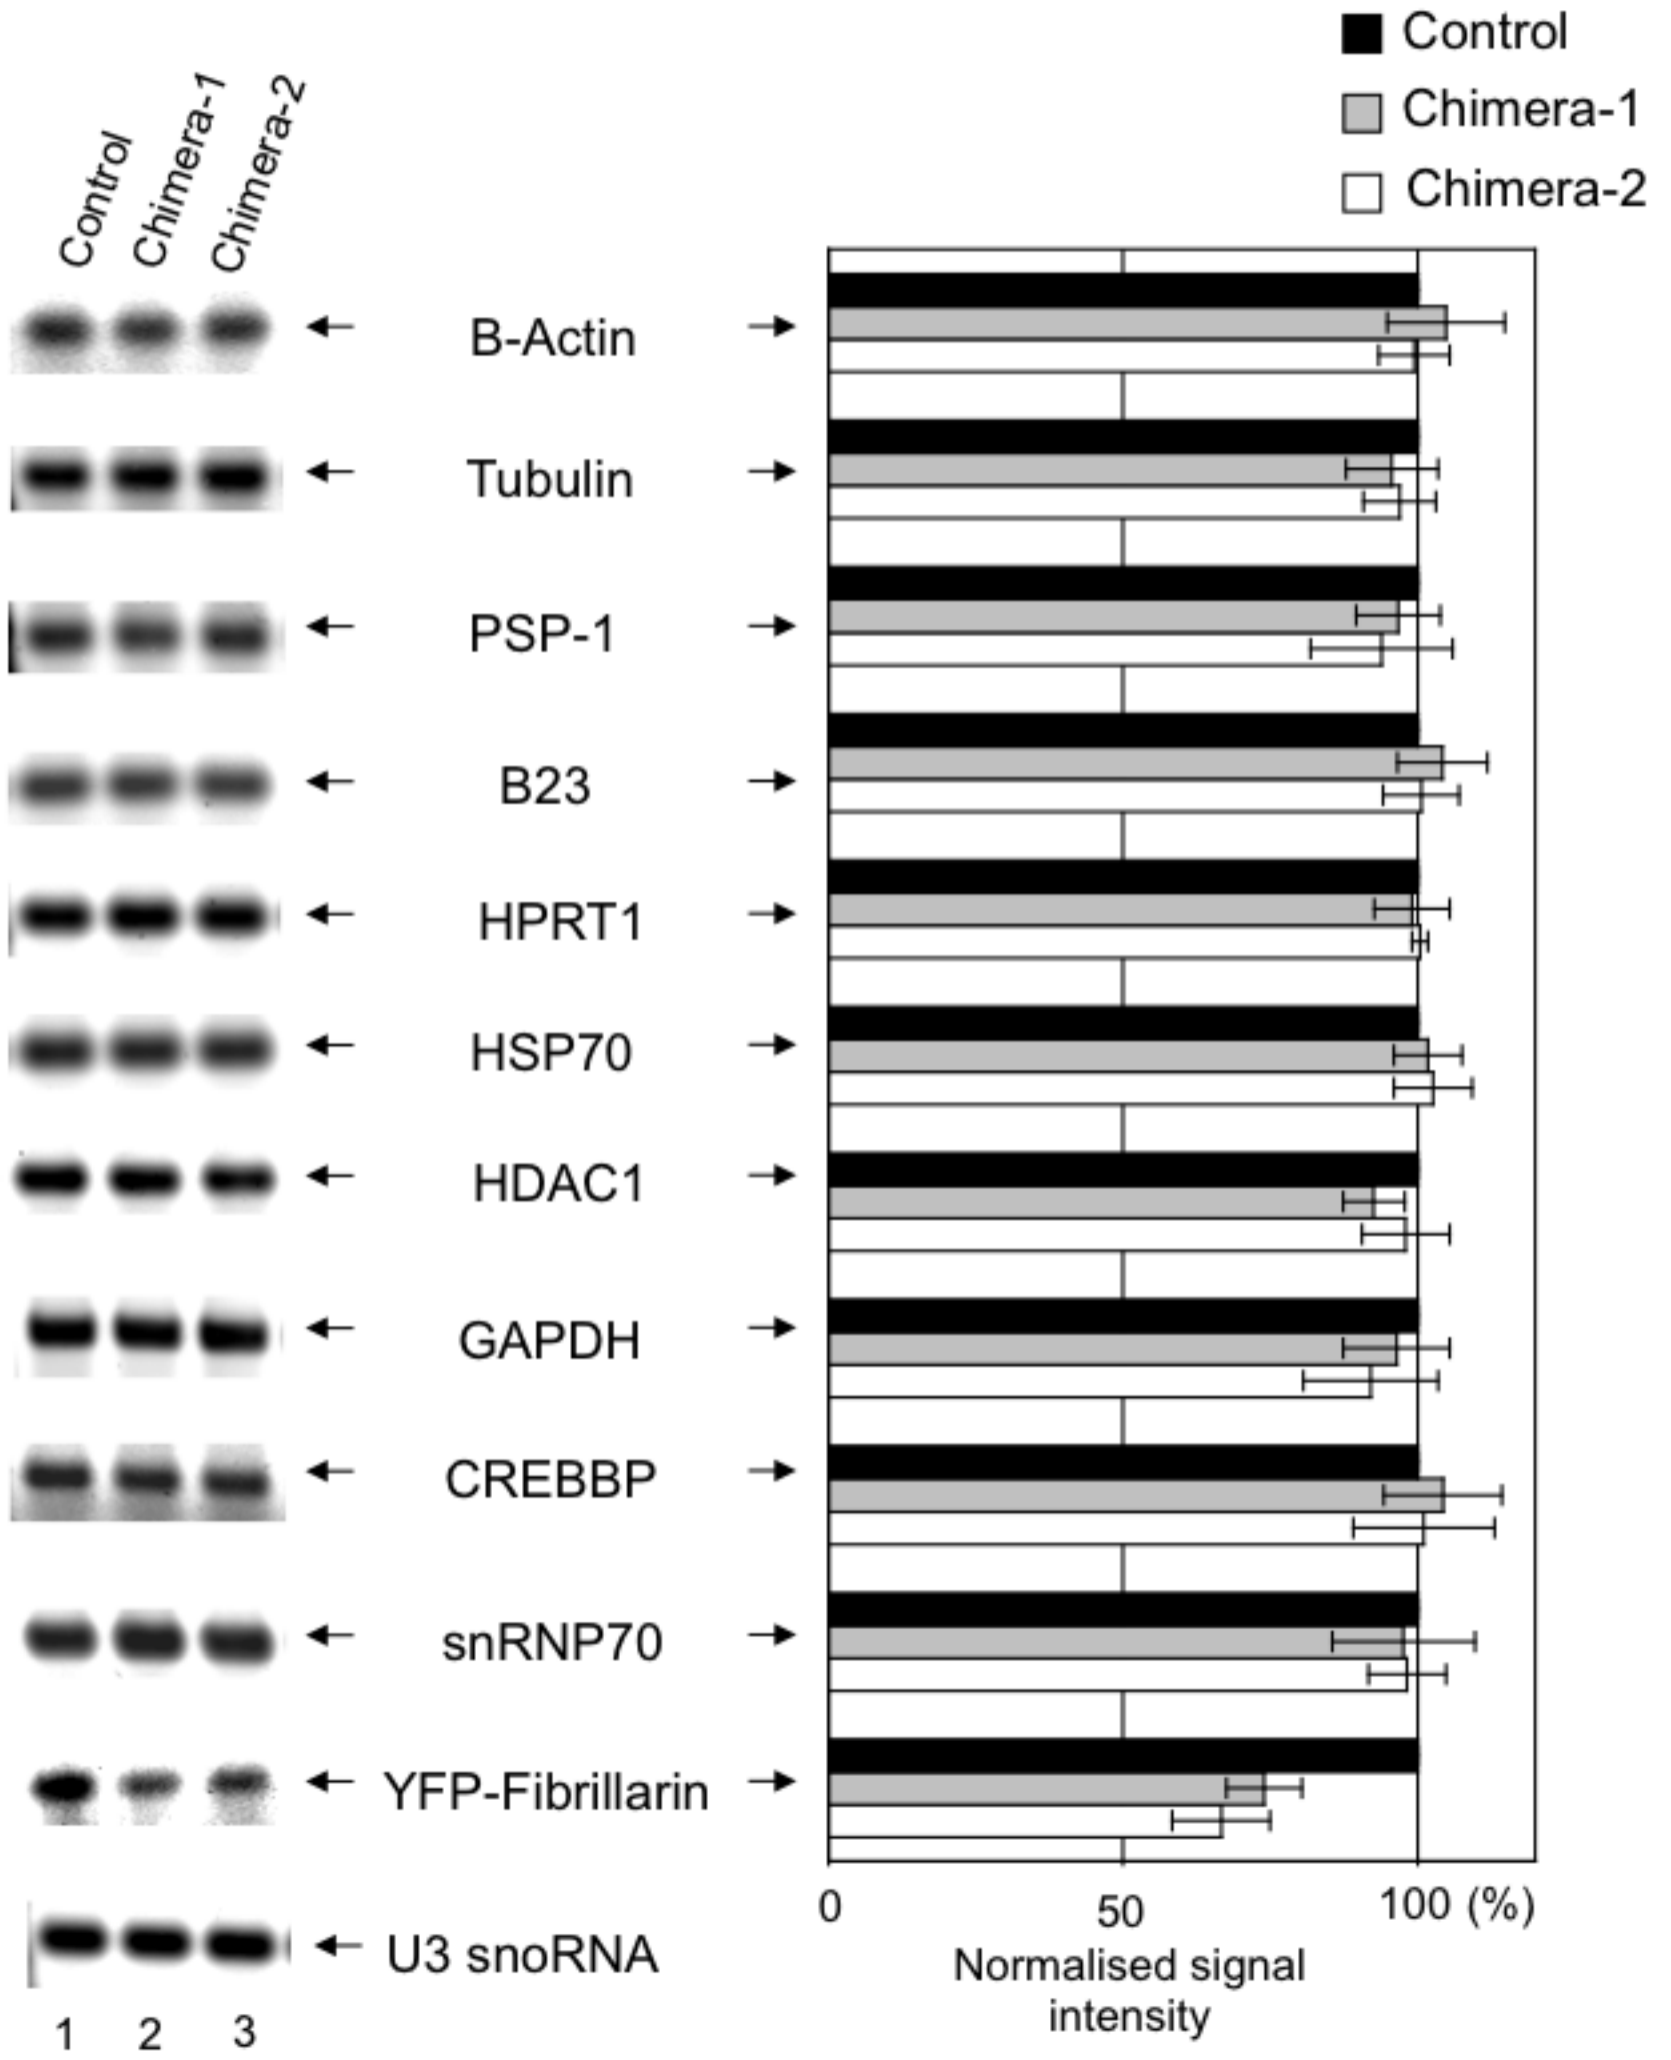 Control
Chimera-1
Chimera-2
Control
Chimera-1
Chimera-2
B-Actin
Tubulin
PSP-1
B23
HPRT1
HSP70
HDAC1
GAPDH
CREBBP
snRNP70
YFP-Fibrillarin
U3 snoRNA
1 2 3
0 50 100 (%)
Normalised signal
intensity